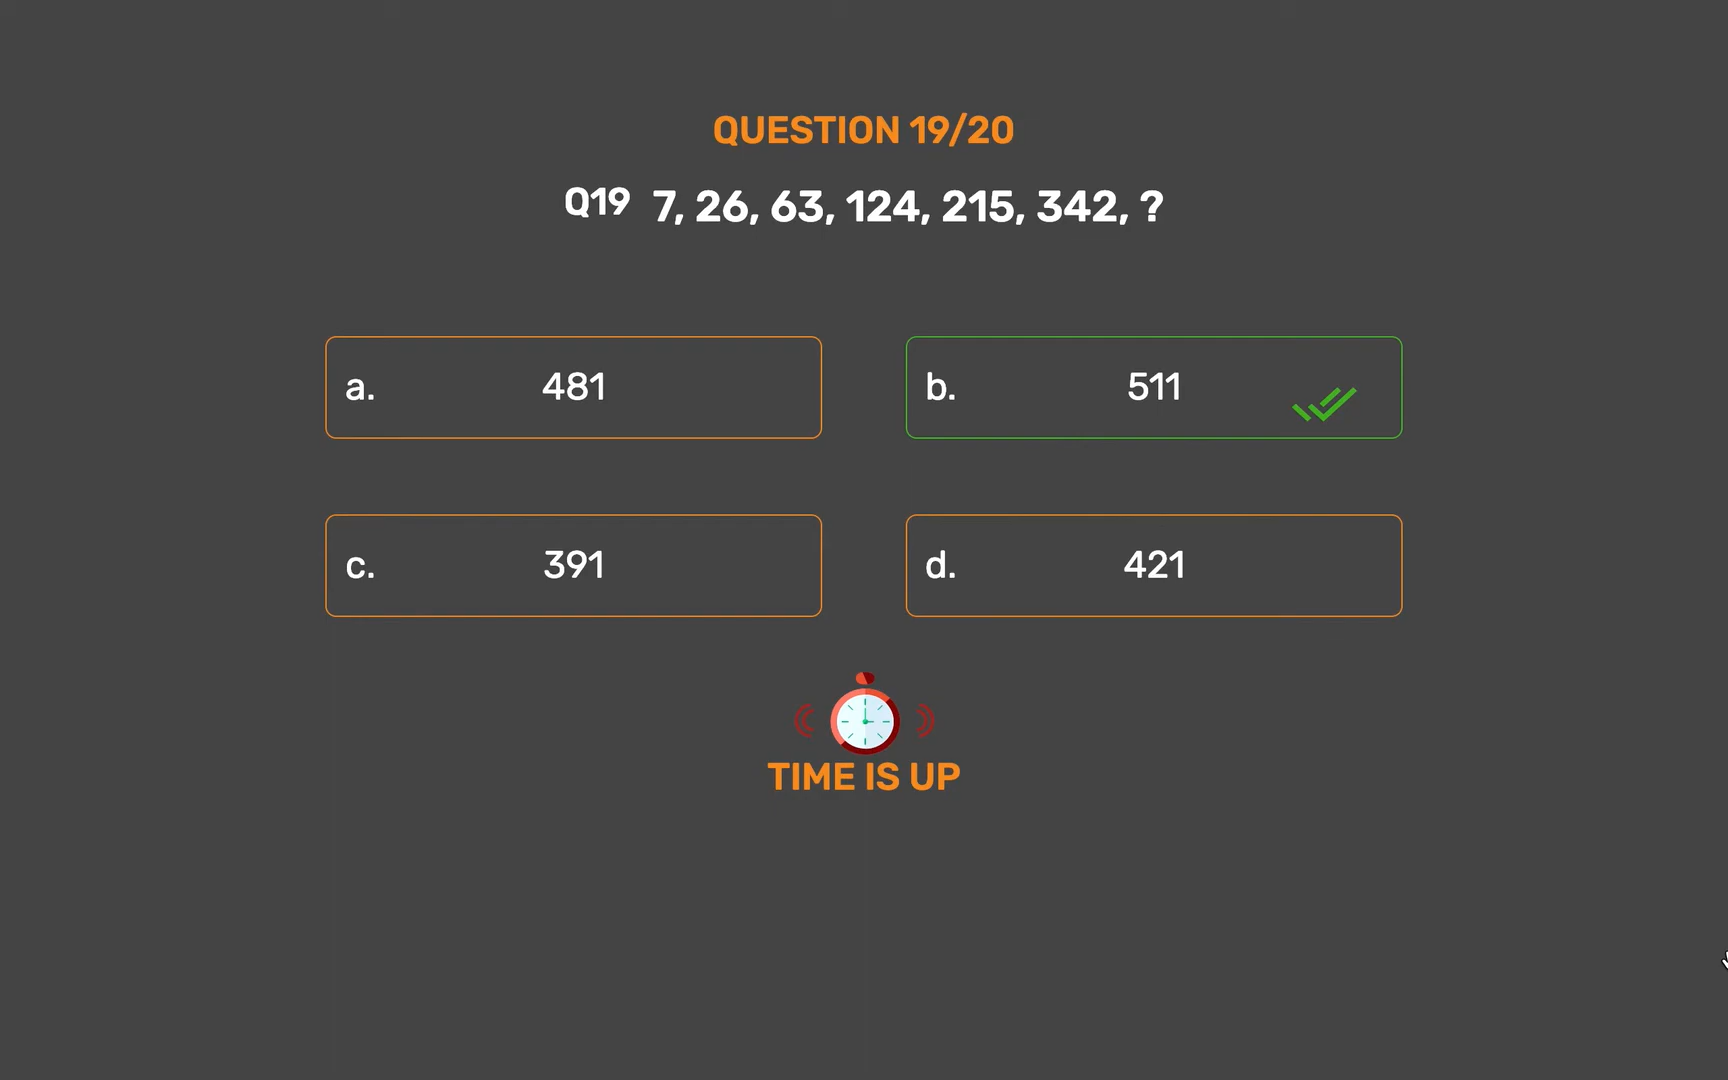 QUESTION 19/20
Q19 7, 26, 63, 124, 215, 342, ?
a. 481
b. 511
c. 391
d. 421
TIME IS UP